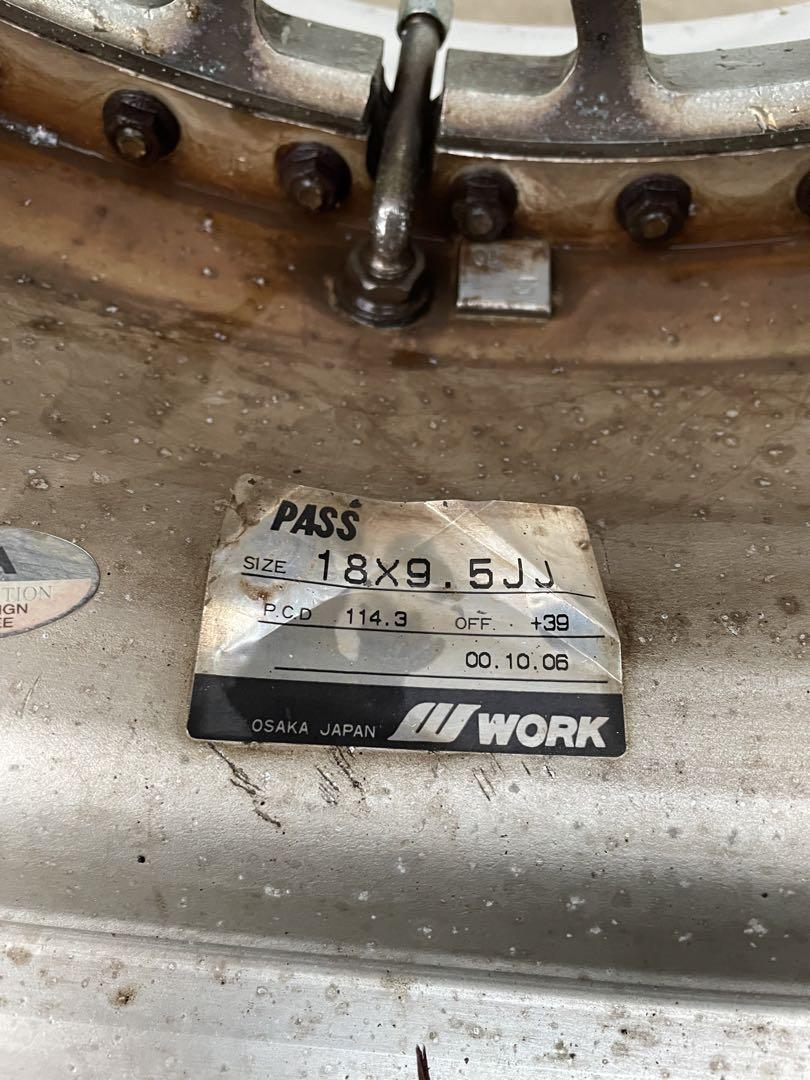 PASS
SIZE 18X9.5JJ
P.C.D 114.3 OFF. +39
00.10.06
OSAKA JAPAN WORK